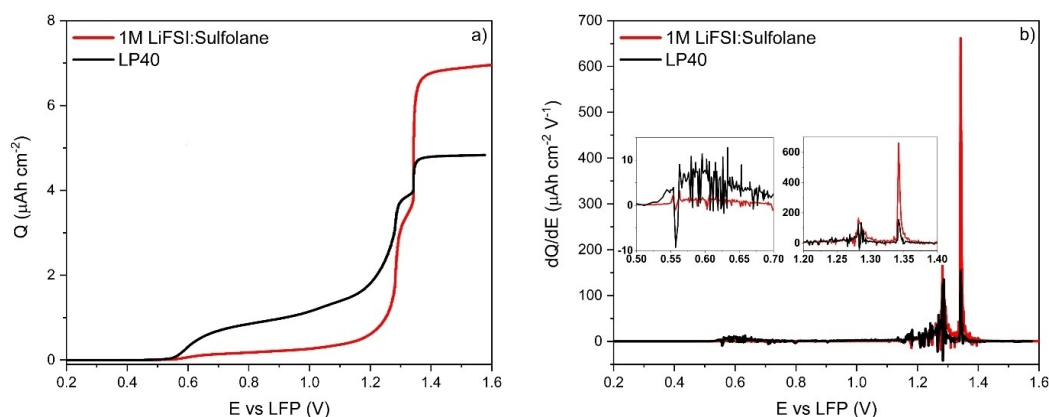 1M LiFSI:Sulfolane
LP40
a)
Q (μAh cm⁻²)
8
6
4
2
0
0.2 0.4 0.6 0.8 1.0 1.2 1.4 1.6
E vs LFP (V)
1M LiFSI:Sulfolane
LP40
b)
dQ/dE (μAh cm⁻² V⁻¹)
700
600
500
400
300
200
150
100
50
0
-50
0.2 0.4 0.6 0.8 1.0 1.2 1.4 1.6
E vs LFP (V)
10
0
-10
0.50 0.55 0.60 0.65 0.70
600
400
200
0
1.20 1.25 1.30 1.35 1.40